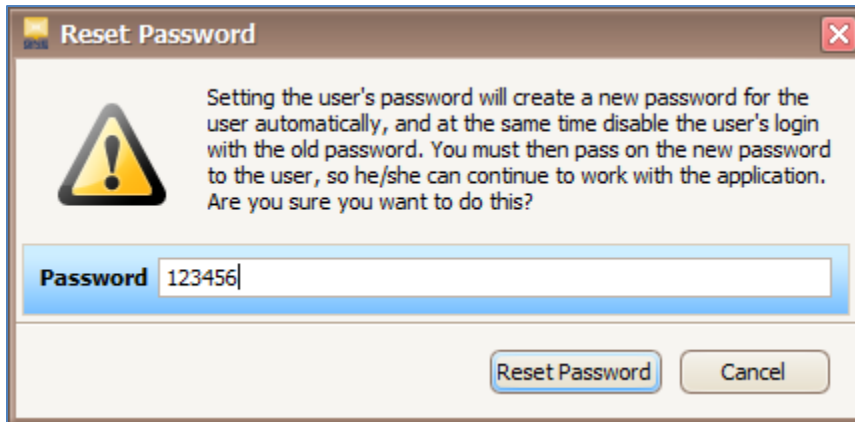 Reset Password
Setting the user's password will create a new password for the
user automatically, and at the same time disable the user's login
with the old password. You must then pass on the new password
to the user, so he/she can continue to work with the application.
Are you sure you want to do this?
Password 123456
Reset Password Cancel